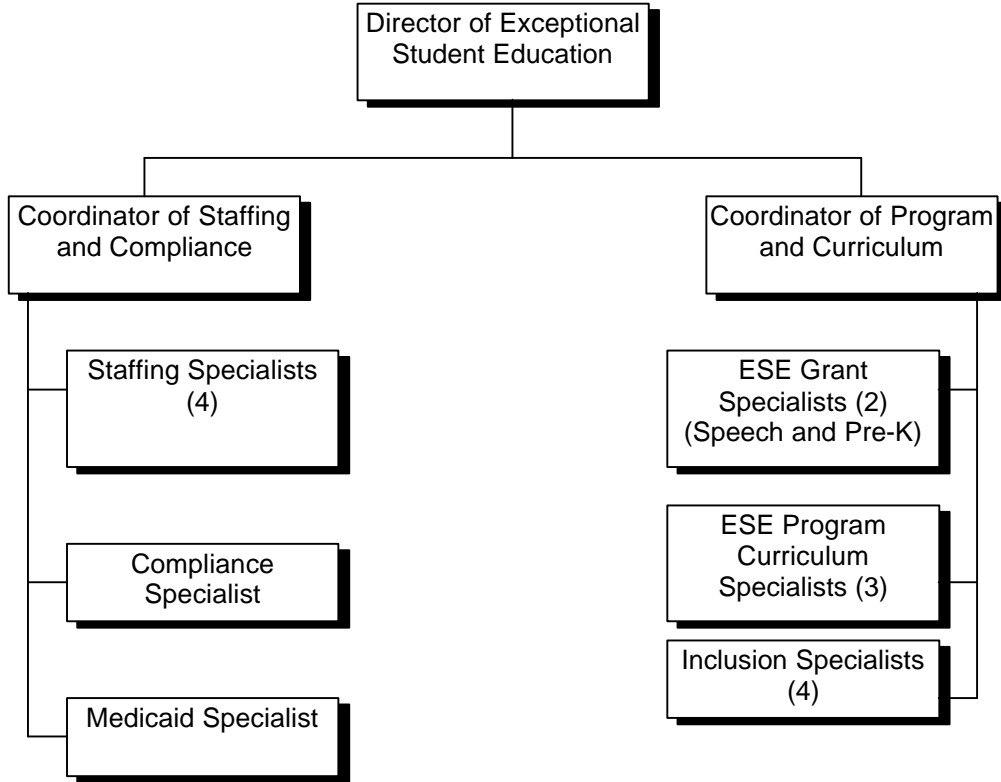 Director of Exceptional
Student Education
Coordinator of Staffing
and Compliance
Coordinator of Program
and Curriculum
Staffing Specialists
(4)
Compliance
Specialist
Medicaid Specialist
ESE Grant
Specialists (2)
(Speech and Pre-K)
ESE Program
Curriculum
Specialists (3)
Inclusion Specialists
(4)